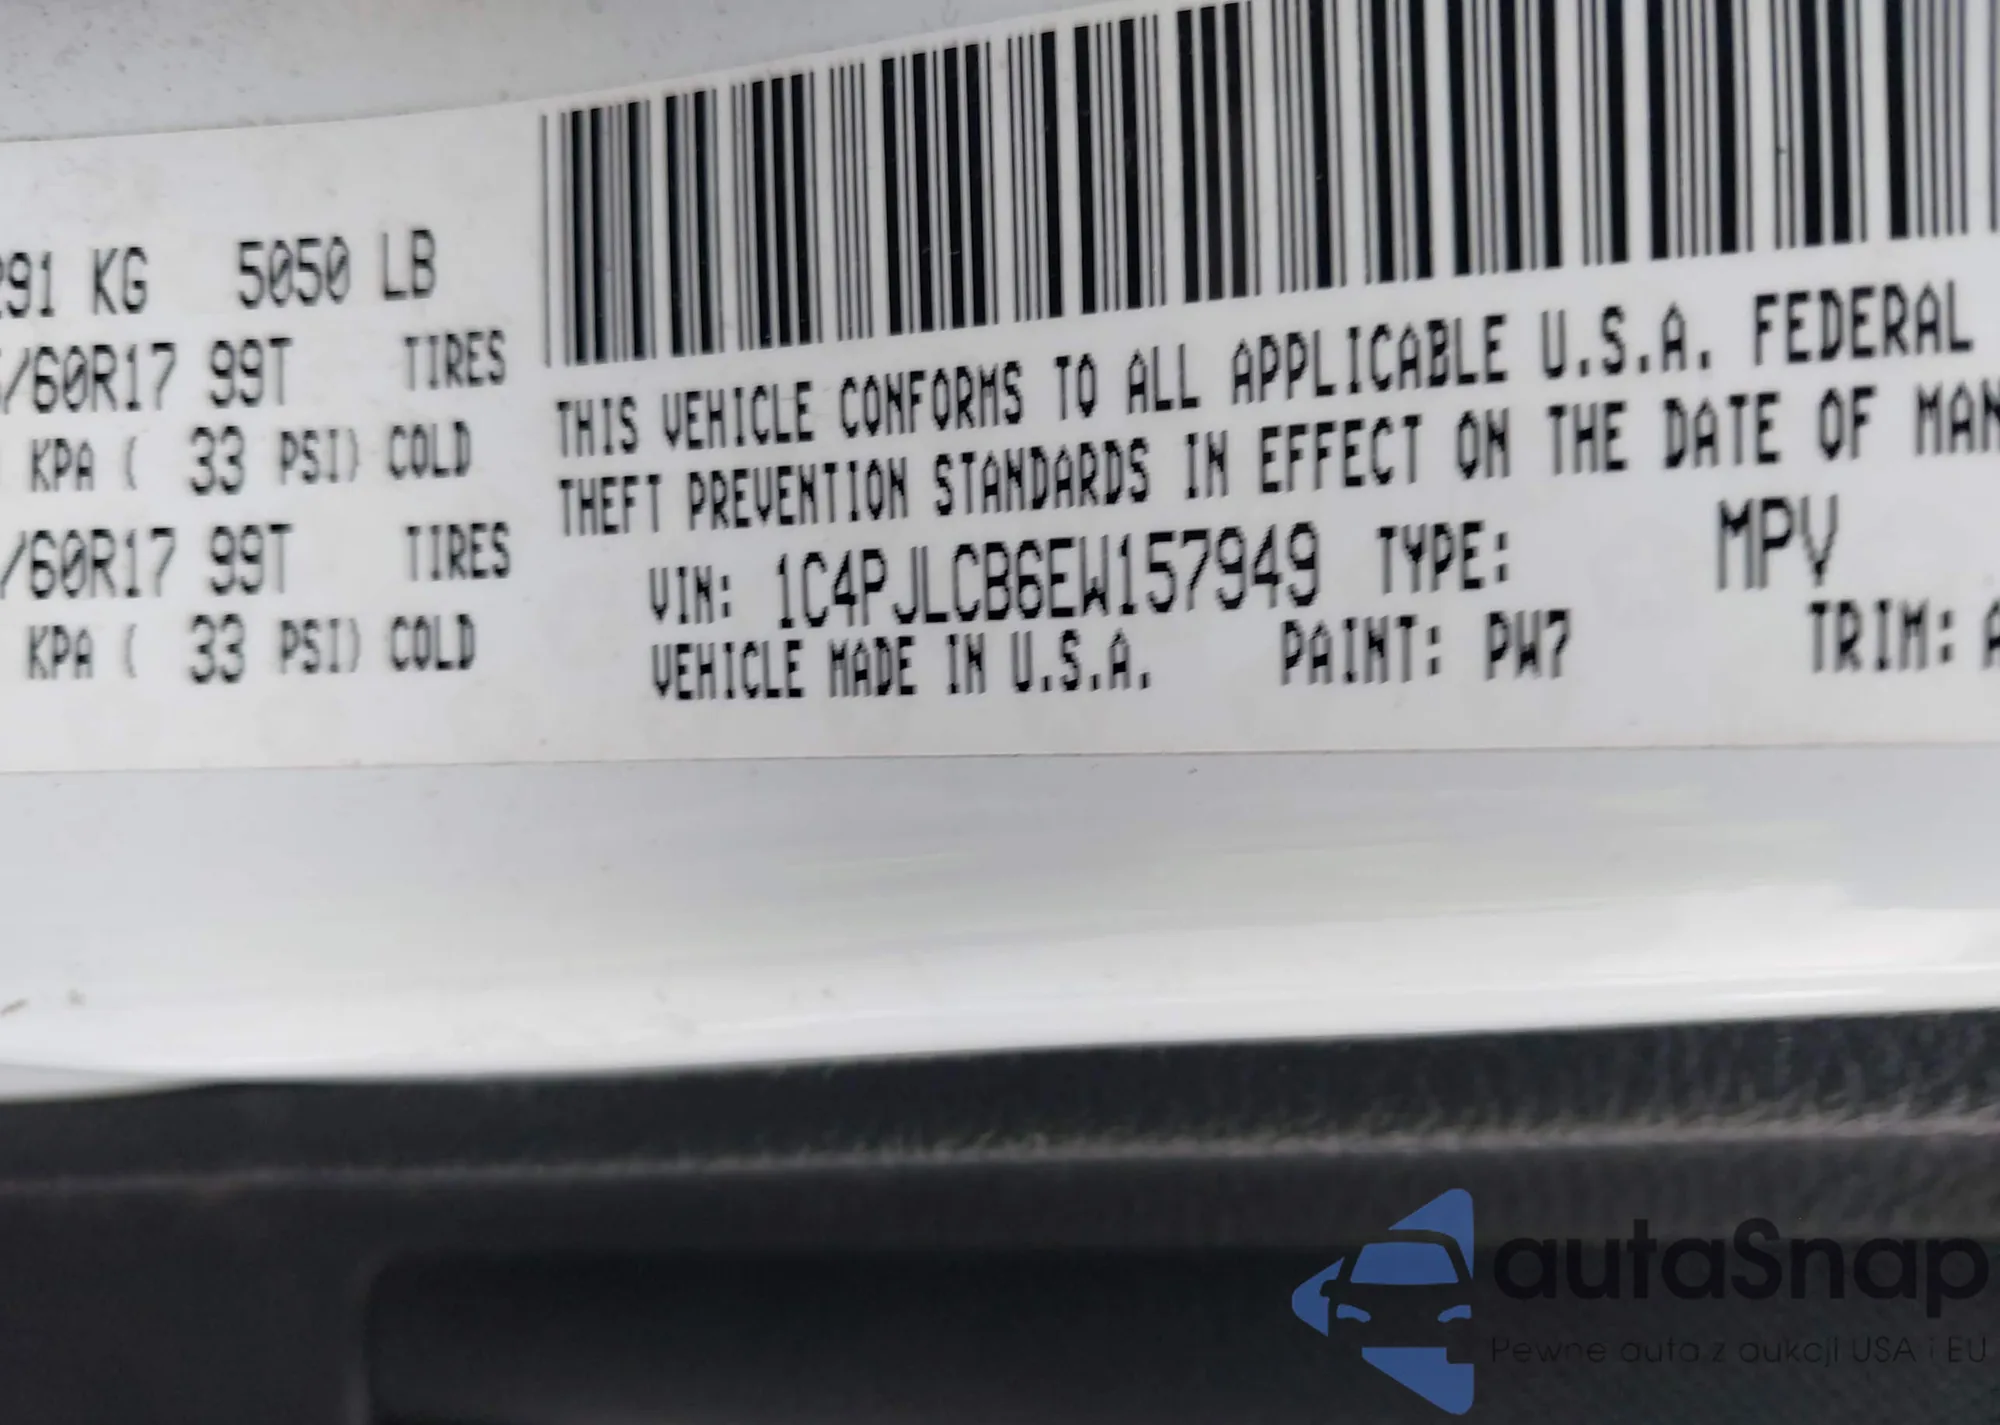 291 KG 5050 LB
/60R17 99T TIRES
KPA ( 33 PSI) COLD
/60R17 99T TIRES
KPA ( 33 PSI) COLD
THIS VEHICLE CONFORMS TO ALL APPLICABLE U.S.A. FEDERAL
THEFT PREVENTION STANDARDS IN EFFECT ON THE DATE OF MAN
VIN: 1C4PJLCB6EW157949 TYPE: MPV
VEHICLE MADE IN U.S.A. PAINT: PW7 TRIM: A
autaSnap
Pewne auta z aukcji USA i EU